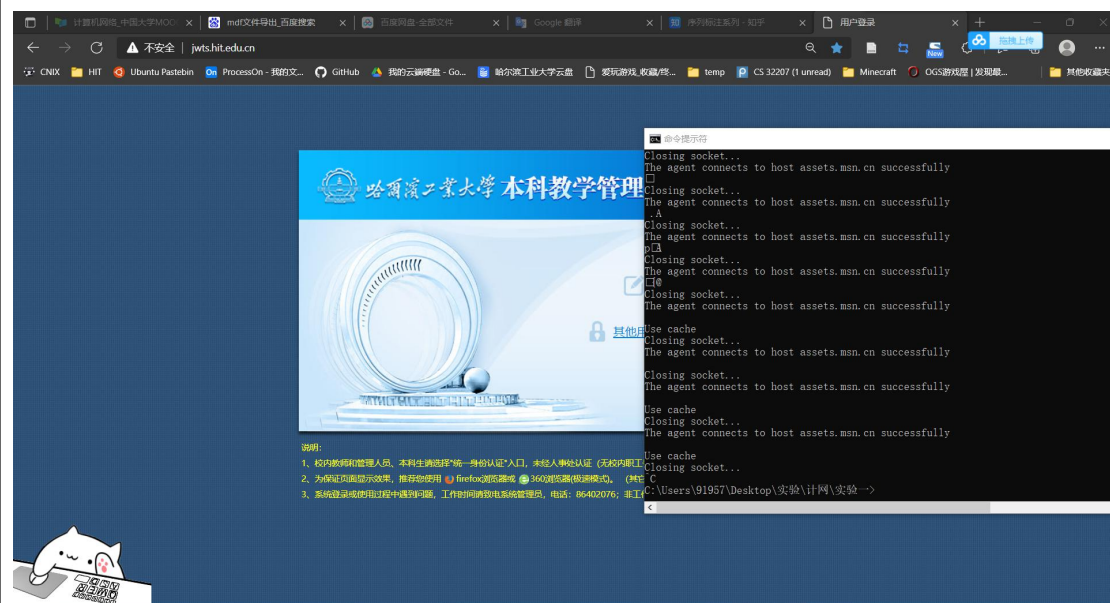 计算机网络_中国大学MOO
mdf文件导出_百度搜索
百度网盘-全部文件
Google 翻译
序列标注系列 - 知乎
用户登录
不安全 | jwts.hit.edu.cn
New
拖拽上传
CNIX
HIT
Ubuntu Pastebin
On ProcessOn - 我的文...
GitHub
我的云端硬盘 - Go...
哈尔滨工业大学云盘
爱玩游戏_收藏/终...
temp
CS 32207 (1 unread)
Minecraft
OGS游戏屋 | 发现最...
其他收藏夹
哈爾濱工業大学 本科教学管理
其他用
说明:
1、校内教师和管理人员、本科生请选择"统一身份认证"入口，未经人事处认证 (无校内职工
2、为保证页面显示效果，推荐您使用 firefox浏览器或 360浏览器(极速模式)。 (其它
3、系统登录或使用过程中遇到问题，工作时间请致电系统管理员，电话：86402076；非工作
命令提示符
Closing socket...
The agent connects to host assets.msn.cn successfully
Closing socket...
The agent connects to host assets.msn.cn successfully
.A
Closing socket...
The agent connects to host assets.msn.cn successfully
Closing socket...
The agent connects to host assets.msn.cn successfully
@
Closing socket...
The agent connects to host assets.msn.cn successfully
Use cache
Closing socket...
The agent connects to host assets.msn.cn successfully
Closing socket...
The agent connects to host assets.msn.cn successfully
Use cache
Closing socket...
The agent connects to host assets.msn.cn successfully
Use cache
Closing socket...
^C
C:\Users\91957\Desktop\实验\计网\实验一>